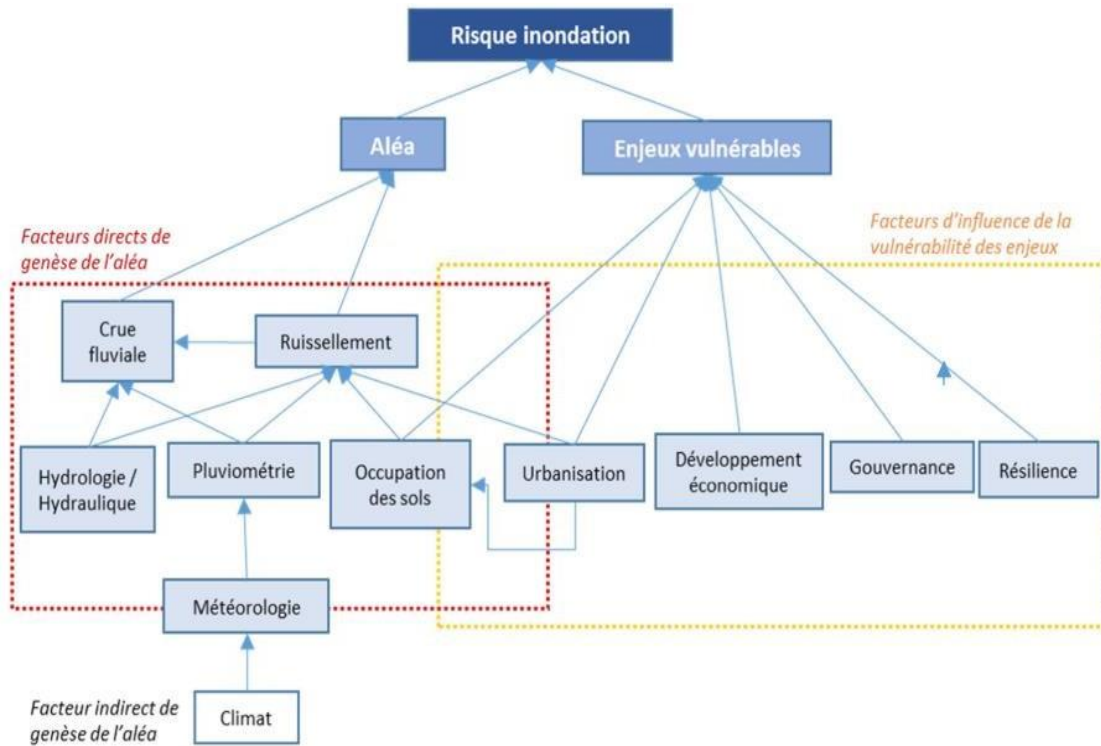 Risque inondation
Aléa
Enjeux vulnérables
Facteurs directs de
genèse de l'aléa
Facteurs d'influence de la
vulnérabilité des enjeux
Crue
fluviale
Ruissellement
Hydrologie /
Hydraulique
Pluviométrie
Occupation
des sols
Urbanisation
Développement
économique
Gouvernance
Résilience
Météorologie
Facteur indirect de
genèse de l'aléa
Climat